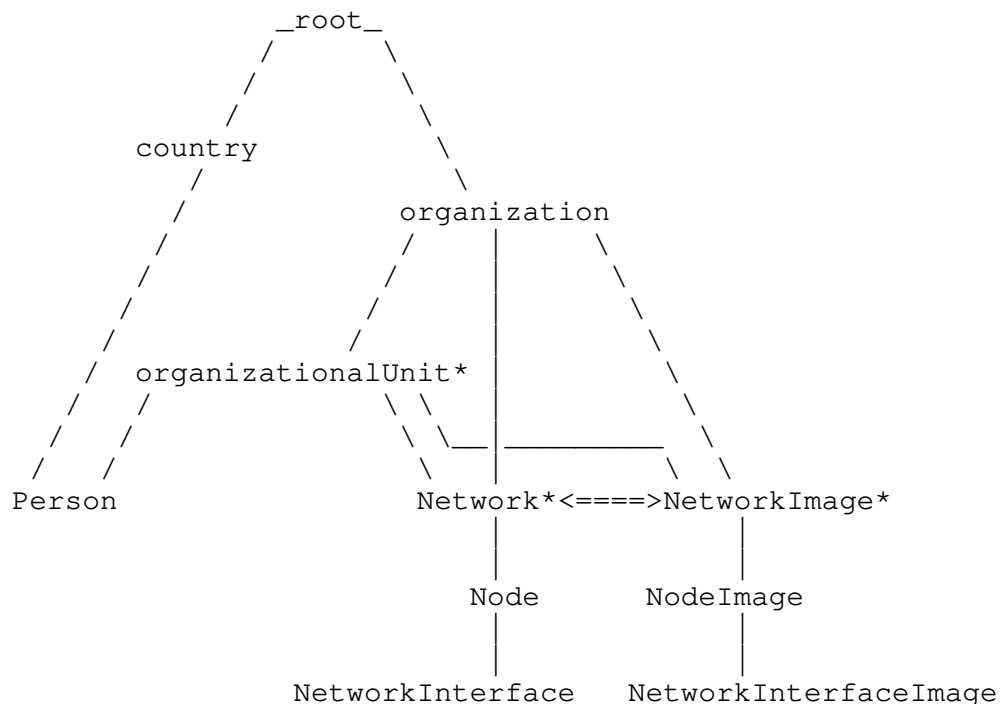 _root_
country
organization
organizationalUnit*
Person Network*<====>NetworkImage*
Node NodeImage
NetworkInterface NetworkInterfaceImage